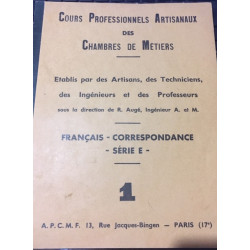 COURS PROFESSIONNELS ARTISANAUX
DES
CHAMBRES DE METIERS
Etablis par des Artisans, des Techniciens,
des Ingénieurs et des Professeurs
sous la direction de R. Augé, Ingénieur A. et M.
FRANÇAIS - CORRESPONDANCE
- SÉRIE E -
1
A. P. C. M. F. 13, Rue Jacques-Bingen - PARIS (17e)